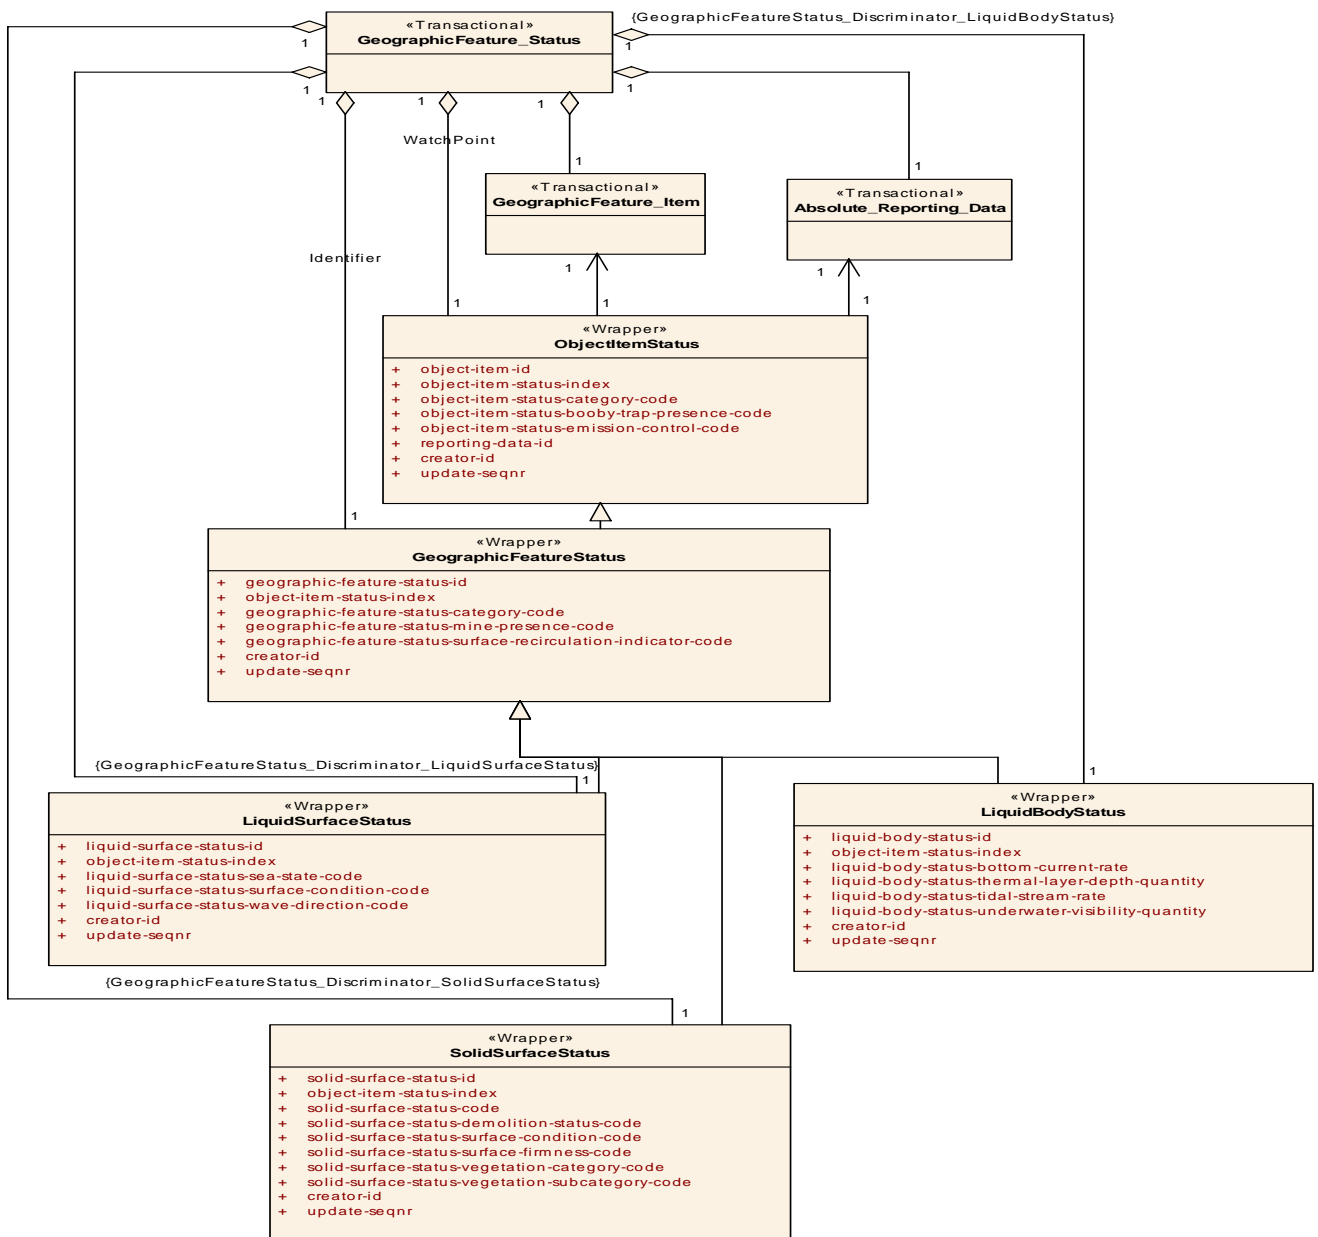 {GeographicFeatureStatus_Discriminator_LiquidBodyStatus}
«Transactional»
GeographicFeature_Status
1
1
1
1
1
1
1
WatchPoint
1
1
«Transactional»
GeographicFeature_Item
«Transactional»
Absolute_Reporting_Data
Identifier
1
1
1
1
1
«Wrapper»
ObjectItemStatus
+ object-item-id
+ object-item-status-index
+ object-item-status-category-code
+ object-item-status-booby-trap-presence-code
+ object-item-status-emission-control-code
+ reporting-data-id
+ creator-id
+ update-seqnr
1
«Wrapper»
GeographicFeatureStatus
+ geographic-feature-status-id
+ object-item-status-index
+ geographic-feature-status-category-code
+ geographic-feature-status-mine-presence-code
+ geographic-feature-status-surface-recirculation-indicator-code
+ creator-id
+ update-seqnr
{GeographicFeatureStatus_Discriminator_LiquidSurfaceStatus}
1
1
«Wrapper»
LiquidSurfaceStatus
+ liquid-surface-status-id
+ object-item-status-index
+ liquid-surface-status-sea-state-code
+ liquid-surface-status-surface-condition-code
+ liquid-surface-status-wave-direction-code
+ creator-id
+ update-seqnr
«Wrapper»
LiquidBodyStatus
+ liquid-body-status-id
+ object-item-status-index
+ liquid-body-status-bottom-current-rate
+ liquid-body-status-thermal-layer-depth-quantity
+ liquid-body-status-tidal-stream-rate
+ liquid-body-status-underwater-visibility-quantity
+ creator-id
+ update-seqnr
{GeographicFeatureStatus_Discriminator_SolidSurfaceStatus}
1
«Wrapper»
SolidSurfaceStatus
+ solid-surface-status-id
+ object-item-status-index
+ solid-surface-status-code
+ solid-surface-status-demolition-status-code
+ solid-surface-status-surface-condition-code
+ solid-surface-status-surface-firmness-code
+ solid-surface-status-vegetation-category-code
+ solid-surface-status-vegetation-subcategory-code
+ creator-id
+ update-seqnr